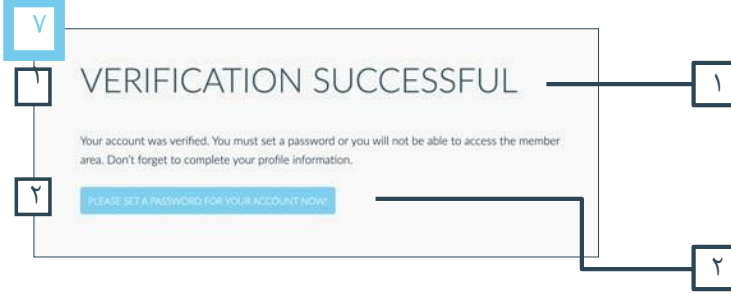 ٧
١
VERIFICATION SUCCESSFUL
١
Your account was verified. You must set a password or you will not be able to access the member
area. Don't forget to complete your profile information.
٢
PLEASE SET A PASSWORD FOR YOUR ACCOUNT NOW!
٢